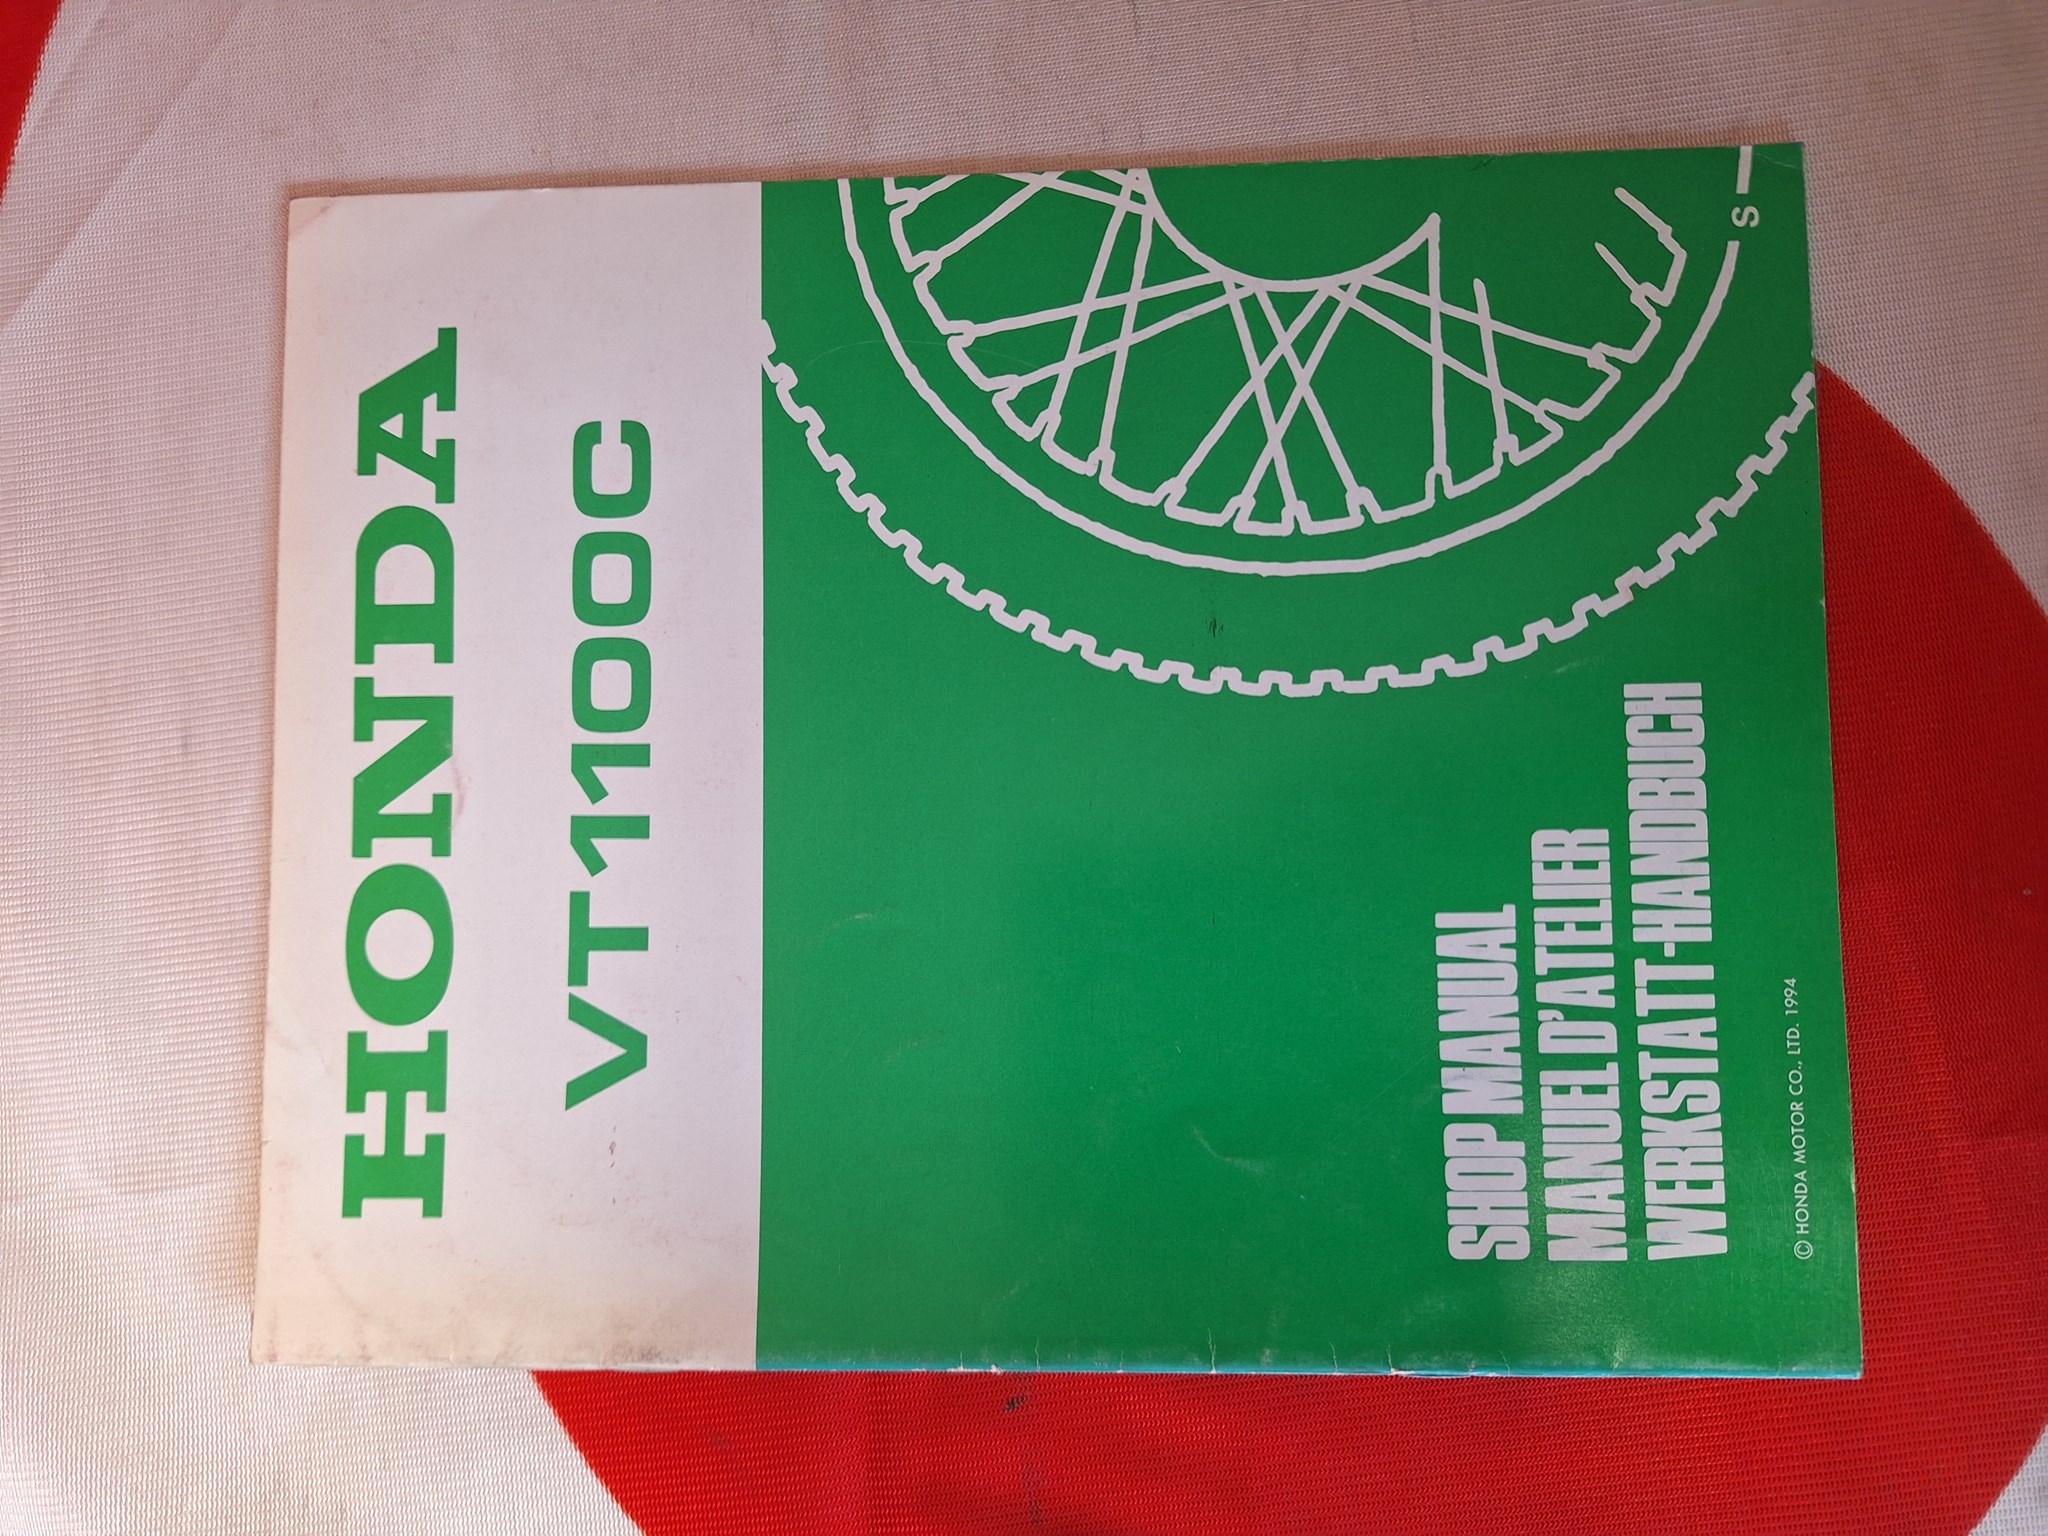 HONDA
VT1100C
S
SHOP MANUAL
MANUEL D'ATELIER
WERKSTATT-HANDBUCH
© HONDA MOTOR CO., LTD. 1994